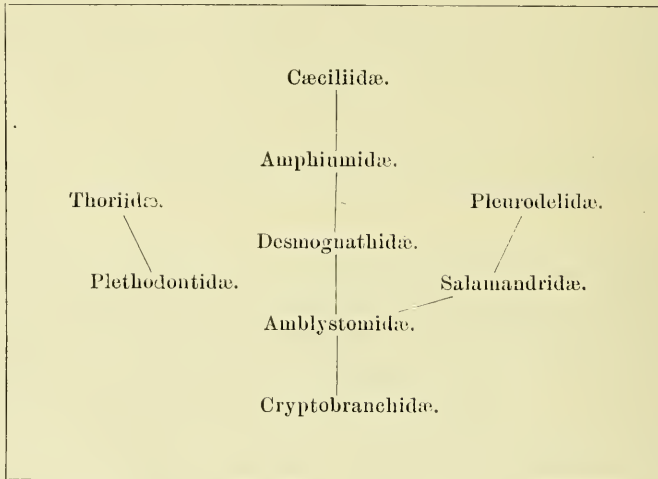 Cæciliidæ.
Amphiumidæ.
Thoriidæ.
Pleurodelidæ.
Desmognathidæ.
Plethodontidæ.
Salamandridæ.
Amblystomidæ.
Cryptobranchidæ.